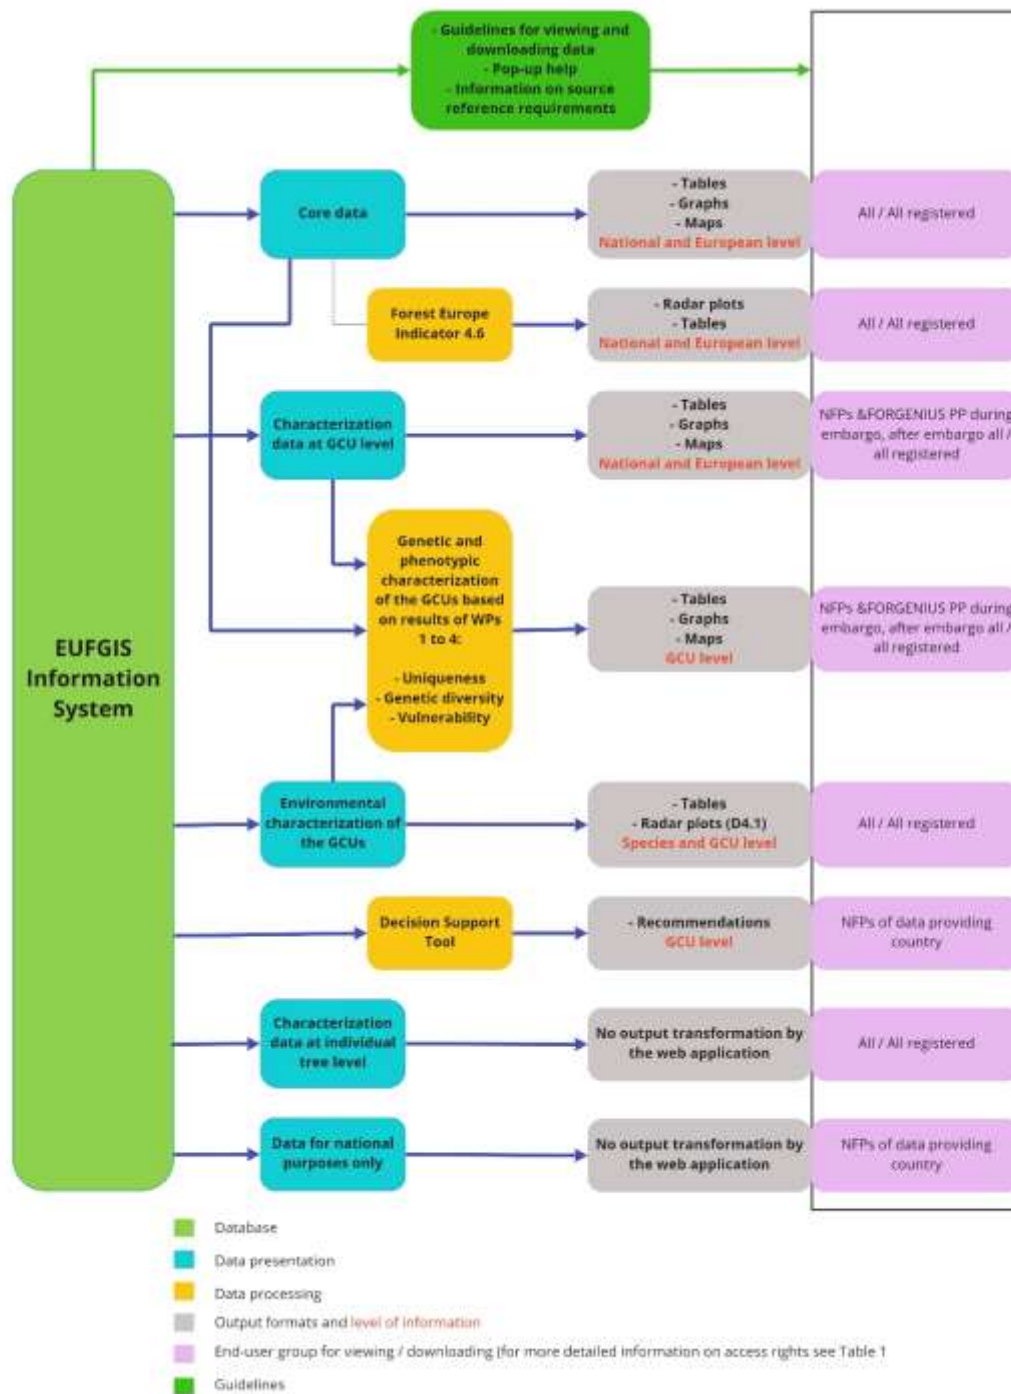 - Guidelines for viewing and
downloading data
- Pop-up help
- Information on source
reference requirements
EUFGIS
Information
System
Core data
- Tables
- Graphs
- Maps
National and European level
All / All registered
Forest Europe
Indicator 4.6
- Radar plots
- Tables
National and European level
All / All registered
Characterization
data at GCU level
- Tables
- Graphs
- Maps
National and European level
NFPs &FORGENIUS PP during
embargo, after embargo all /
all registered
Genetic and
phenotypic
characterization
of the GCUs based
on results of WPs
1 to 4:
- Uniqueness
- Genetic diversity
- Vulnerability
- Tables
- Graphs
- Maps
GCU level
NFPs &FORGENIUS PP during
embargo, after embargo all /
all registered
Environmental
characterization of
the GCUs
- Tables
- Radar plots (D4.1)
Species and GCU level
All / All registered
Decision Support
Tool
- Recommendations
GCU level
NFPs of data providing
country
Characterization
data at individual
tree level
No output transformation by
the web application
All / All registered
Data for national
purposes only
No output transformation by
the web application
NFPs of data providing
country
Database
Data presentation
Data processing
Output formats and level of information
End-user group for viewing / downloading (for more detailed information on access rights see Table 1
Guidelines